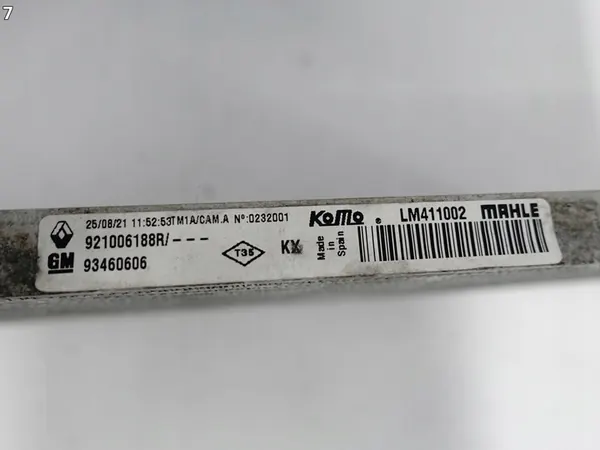 7
25/08/21 11:52:53TM1A/CAM.A Nº:0232001
921006188R/---
GM
93460606
T35
KX
KOMO
Made
in
Spain
LM411002
MAHLE